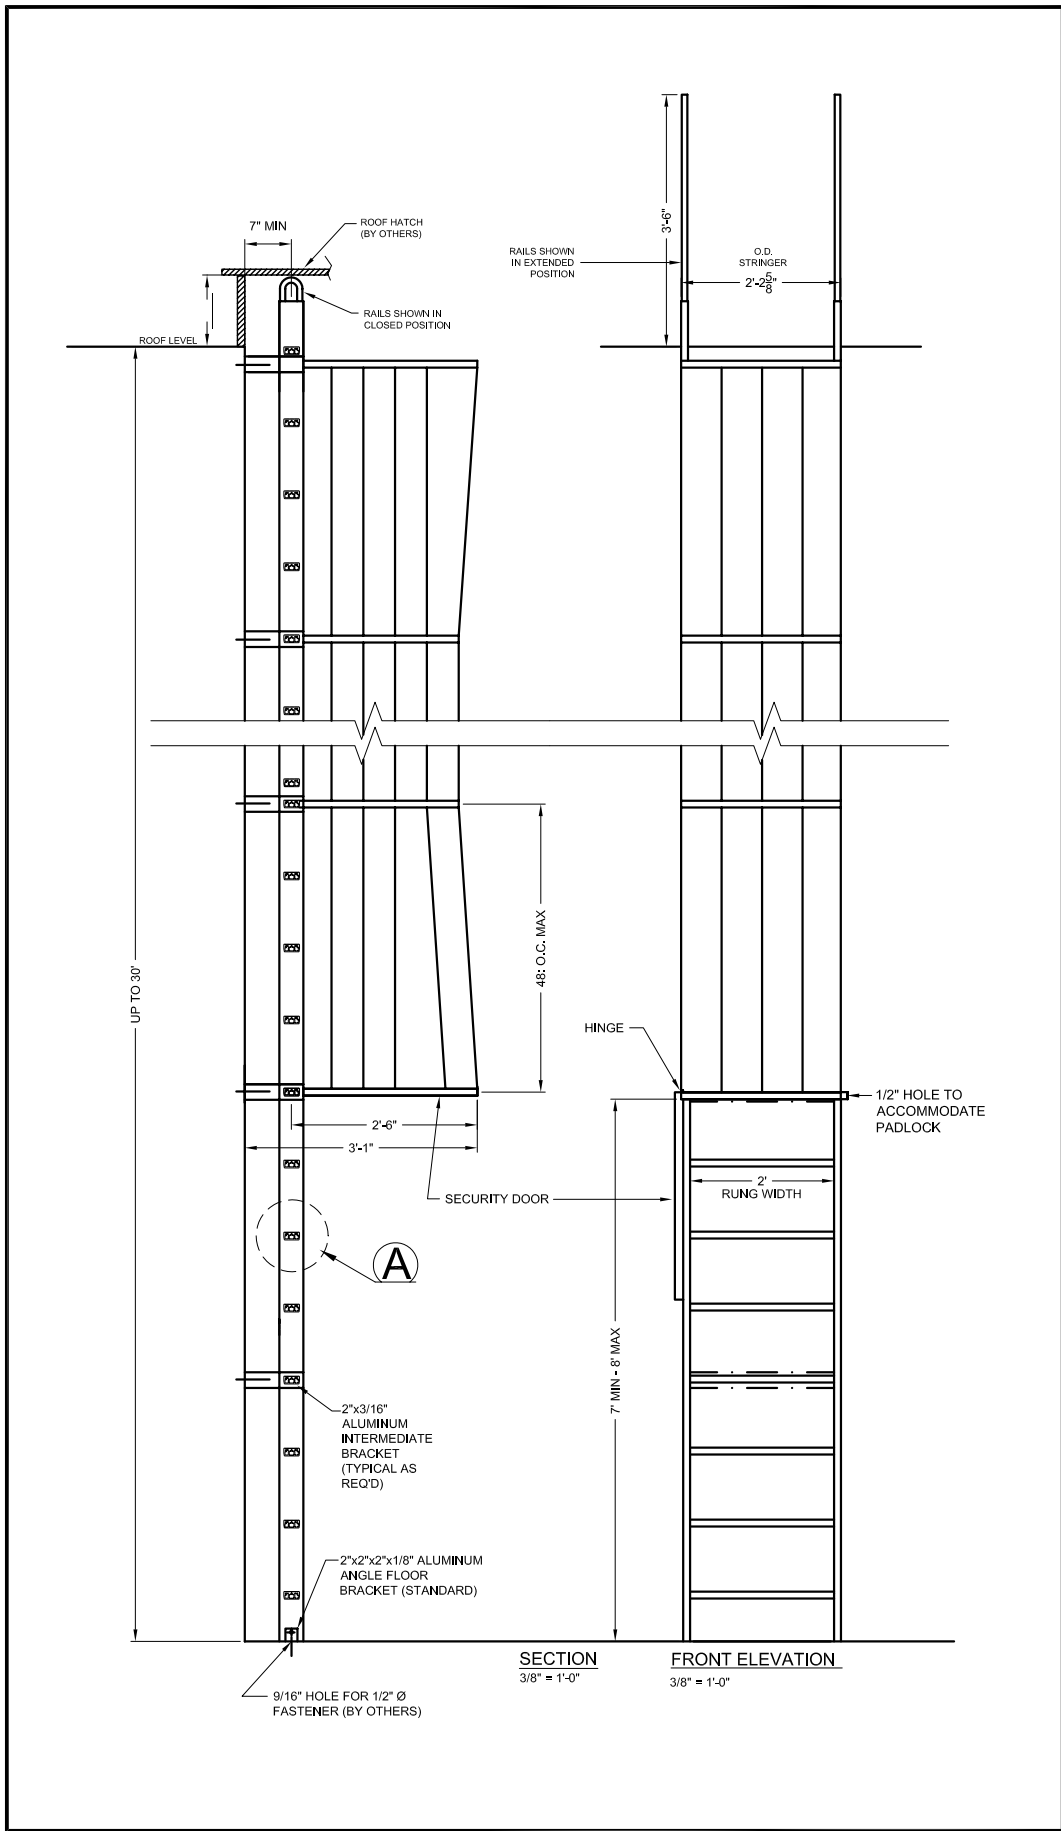 3'-6"
7" MIN
ROOF HATCH
(BY OTHERS)
RAILS SHOWN
IN EXTENDED
POSITION
O.D.
STRINGER
2'-2 5/8"
RAILS SHOWN IN
CLOSED POSITION
ROOF LEVEL
UP TO 30'
48: O.C. MAX
HINGE
1/2" HOLE TO
ACCOMMODATE
PADLOCK
2'-6"
3'-1"
2'
RUNG WIDTH
SECURITY DOOR
A
7' MIN - 8' MAX
2"x3/16"
ALUMINUM
INTERMEDIATE
BRACKET
(TYPICAL AS
REQ'D)
2"x2"x2"x1/8" ALUMINUM
ANGLE FLOOR
BRACKET (STANDARD)
SECTION
3/8" = 1'-0"
FRONT ELEVATION
3/8" = 1'-0"
9/16" HOLE FOR 1/2" Ø
FASTENER (BY OTHERS)